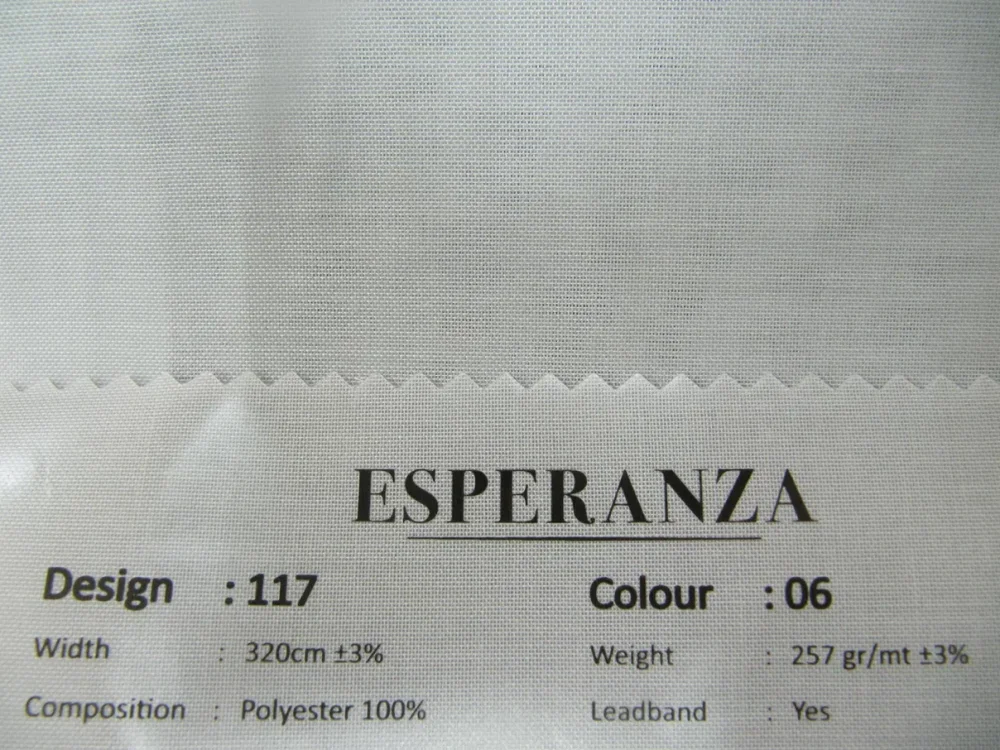 ESPERANZA
Design : 117 Colour : 06
Width : 320cm ±3% Weight : 257 gr/mt ±3%
Composition : Polyester 100% Leadband : Yes